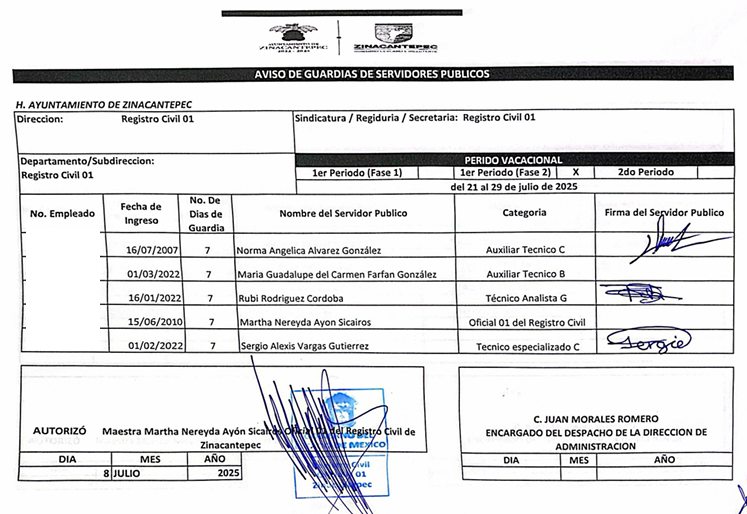 AYUNTAMIENTO DE
ZINACANTEPEC
ZINACANTEPEC
AVISO DE GUARDIAS DE SERVIDORES PUBLICOS
H. AYUNTAMIENTO DE ZINACANTEPEC
Direccion: Registro Civil 01 Sindicatura / Regiduria / Secretaria: Registro Civil 01
Departamento/Subdireccion:
Registro Civil 01
PERIDO VACACIONAL
1er Periodo (Fase 1) 1er Periodo (Fase 2) X 2do Periodo
del 21 al 29 de julio de 2025
No. Empleado Fecha de Ingreso No. De Dias de Guardia Nombre del Servidor Publico Categoria Firma del Servidor Publico
16/07/2007 7 Norma Angelica Alvarez González Auxiliar Tecnico C
01/03/2022 7 Maria Guadalupe del Carmen Farfan González Auxiliar Tecnico B
16/01/2022 7 Rubi Rodriguez Cordoba Técnico Analista G
15/06/2010 7 Martha Nereyda Ayon Sicairos Oficial 01 del Registro Civil
01/02/2022 7 Sergio Alexis Vargas Gutierrez Tecnico especializado C Sergio
AUTORIZÓ Maestra Martha Nereyda Ayón Sicairos Oficial 01 del Registro Civil de
Zinacantepec
DIA MES AÑO
8 JULIO 2025
C. JUAN MORALES ROMERO
ENCARGADO DEL DESPACHO DE LA DIRECCION DE
ADMINISTRACION
DIA MES AÑO